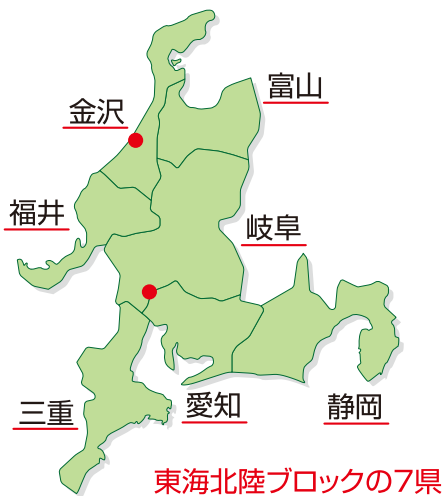 富山
金沢
福井
岐阜
三重
愛知
静岡
東海北陸ブロックの7県